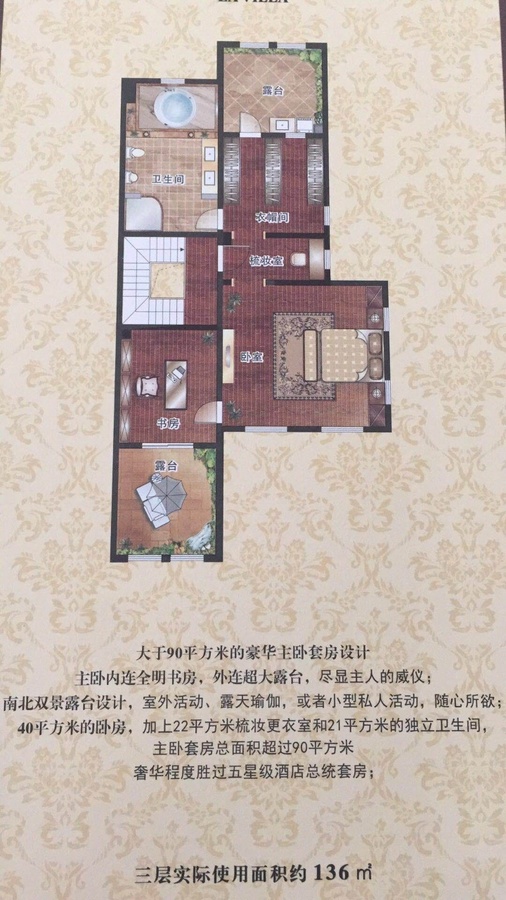 LA VILLA
露台
卫生间
衣帽间
梳妆室
卧室
书房
露台
大于90平方米的豪华主卧套房设计
主卧内连全明书房，外连超大露台，尽显主人的威仪；
南北双景露台设计，室外活动、露天瑜伽，或者小型私人活动，随心所欲；
40平方米的卧房，加上22平方米梳妆更衣室和21平方米的独立卫生间，
主卧套房总面积超过90平方米
奢华程度胜过五星级酒店总统套房；
三层实际使用面积约 136 ㎡